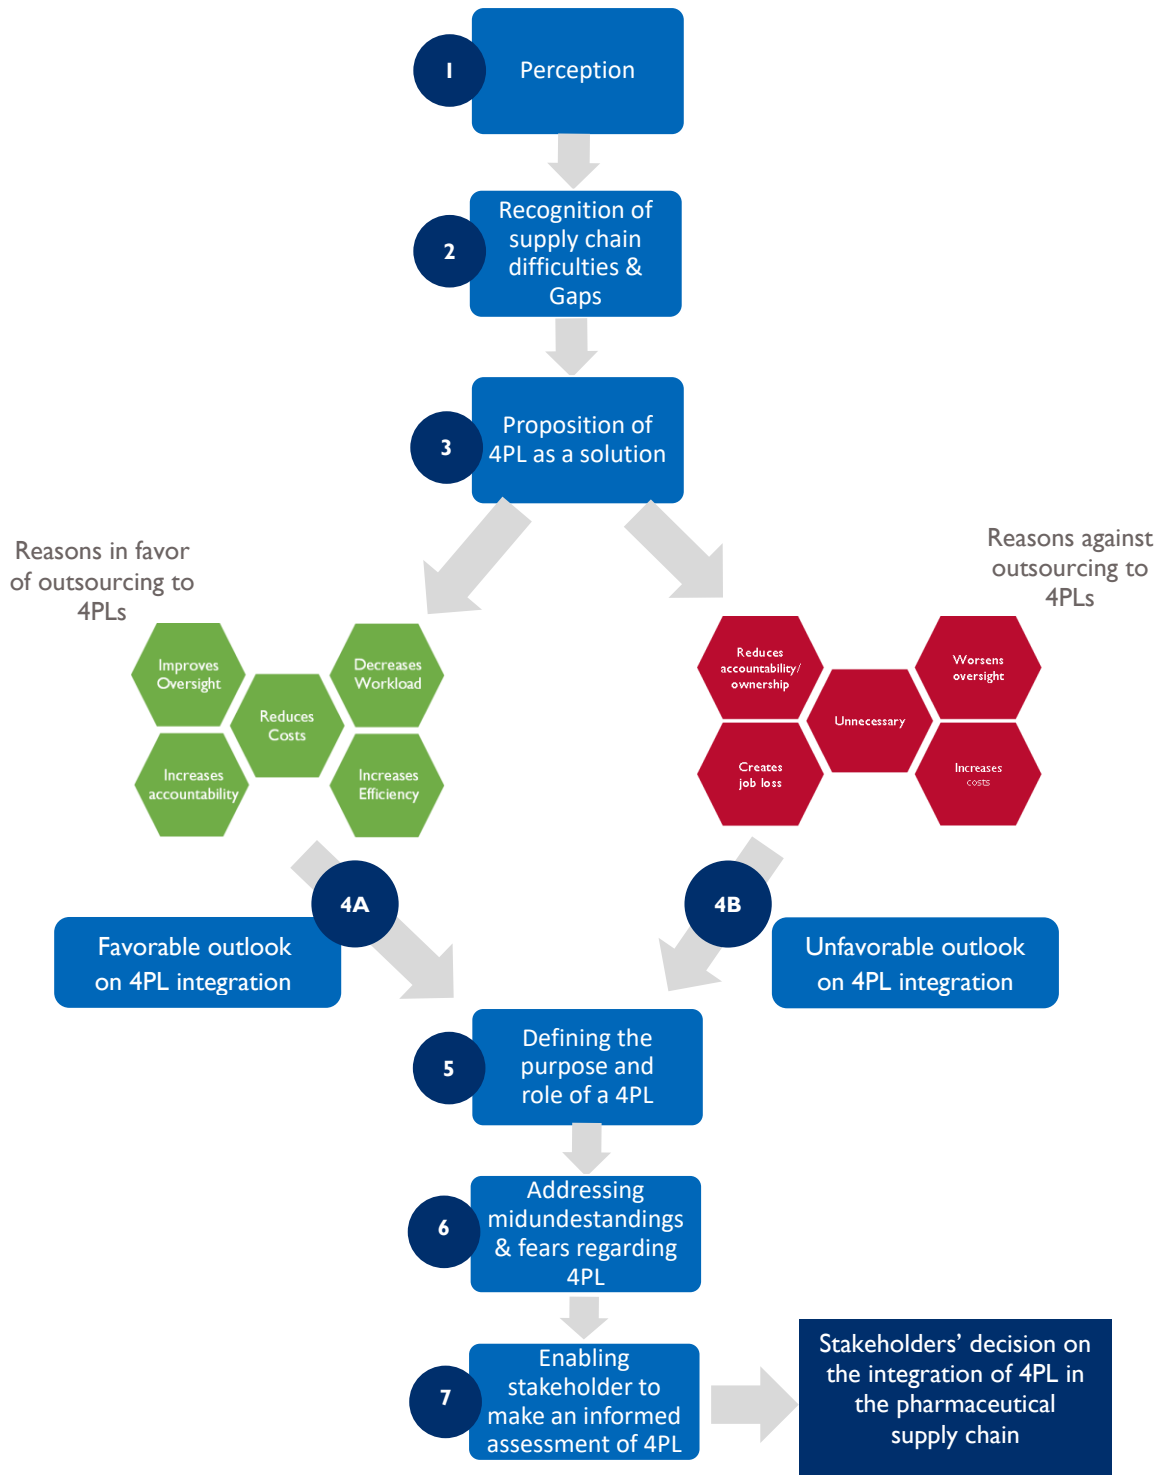 1
Perception
2
Recognition of
supply chain
difficulties &
Gaps
3
Proposition of
4PL as a solution
Reasons in favor
of outsourcing to
4PLs
Reasons against
outsourcing to
4PLs
Improves
Oversight
Decreases
Workload
Reduces
Costs
Increases
accountability
Increases
Efficiency
Reduces
accountability/
ownership
Worsens
oversight
Unnecessary
Creates
job loss
Increases
costs
4A
Favorable outlook
on 4PL integration
4B
Unfavorable outlook
on 4PL integration
5
Defining the
purpose and
role of a 4PL
6
Addressing
midundestandings
& fears regarding
4PL
7
Enabling
stakeholder to
make an informed
assessment of 4PL
Stakeholders’ decision on
the integration of 4PL in
the pharmaceutical
supply chain